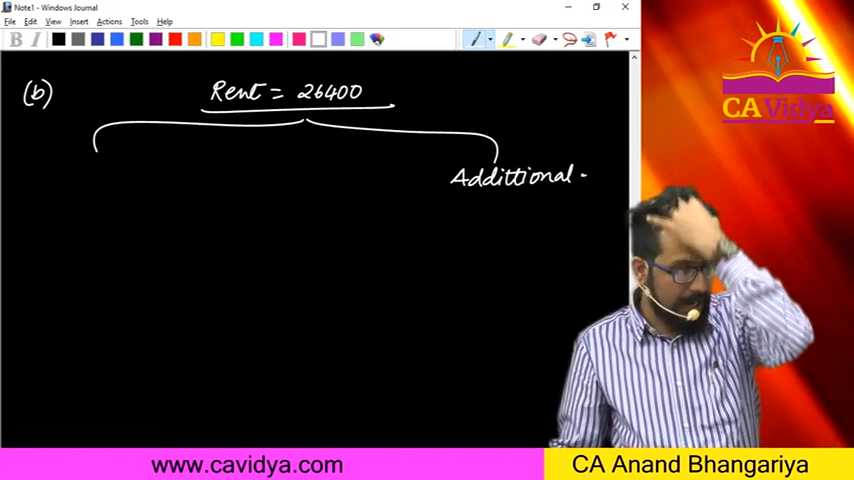 Note1 - Windows Journal
File Edit View Insert Actions Tools Help
B I
(b) Rent = 26400
Addittional -
CA Vidya
www.cavidya.com
CA Anand Bhangariya